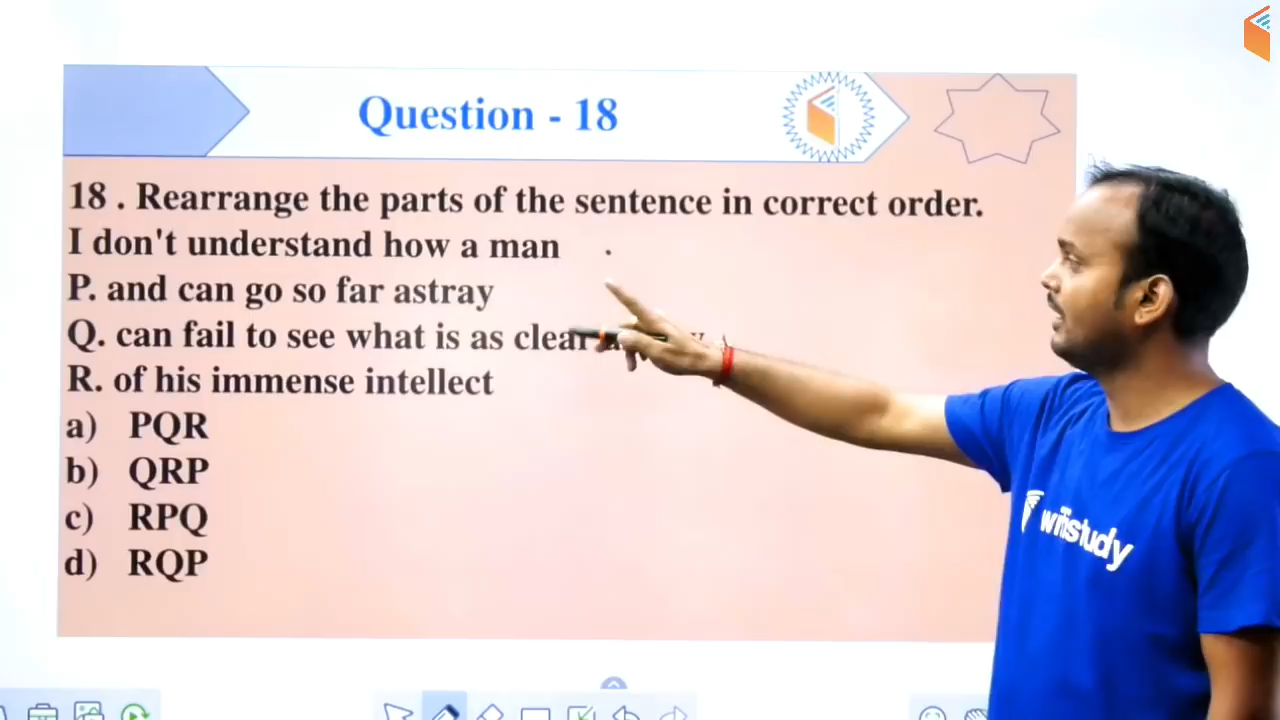 Question - 18
18 . Rearrange the parts of the sentence in correct order.
I don't understand how a man
P. and can go so far astray
Q. can fail to see what is as clear
R. of his immense intellect
a) PQR
b) QRP
c) RPQ
d) RQP
wifistudy